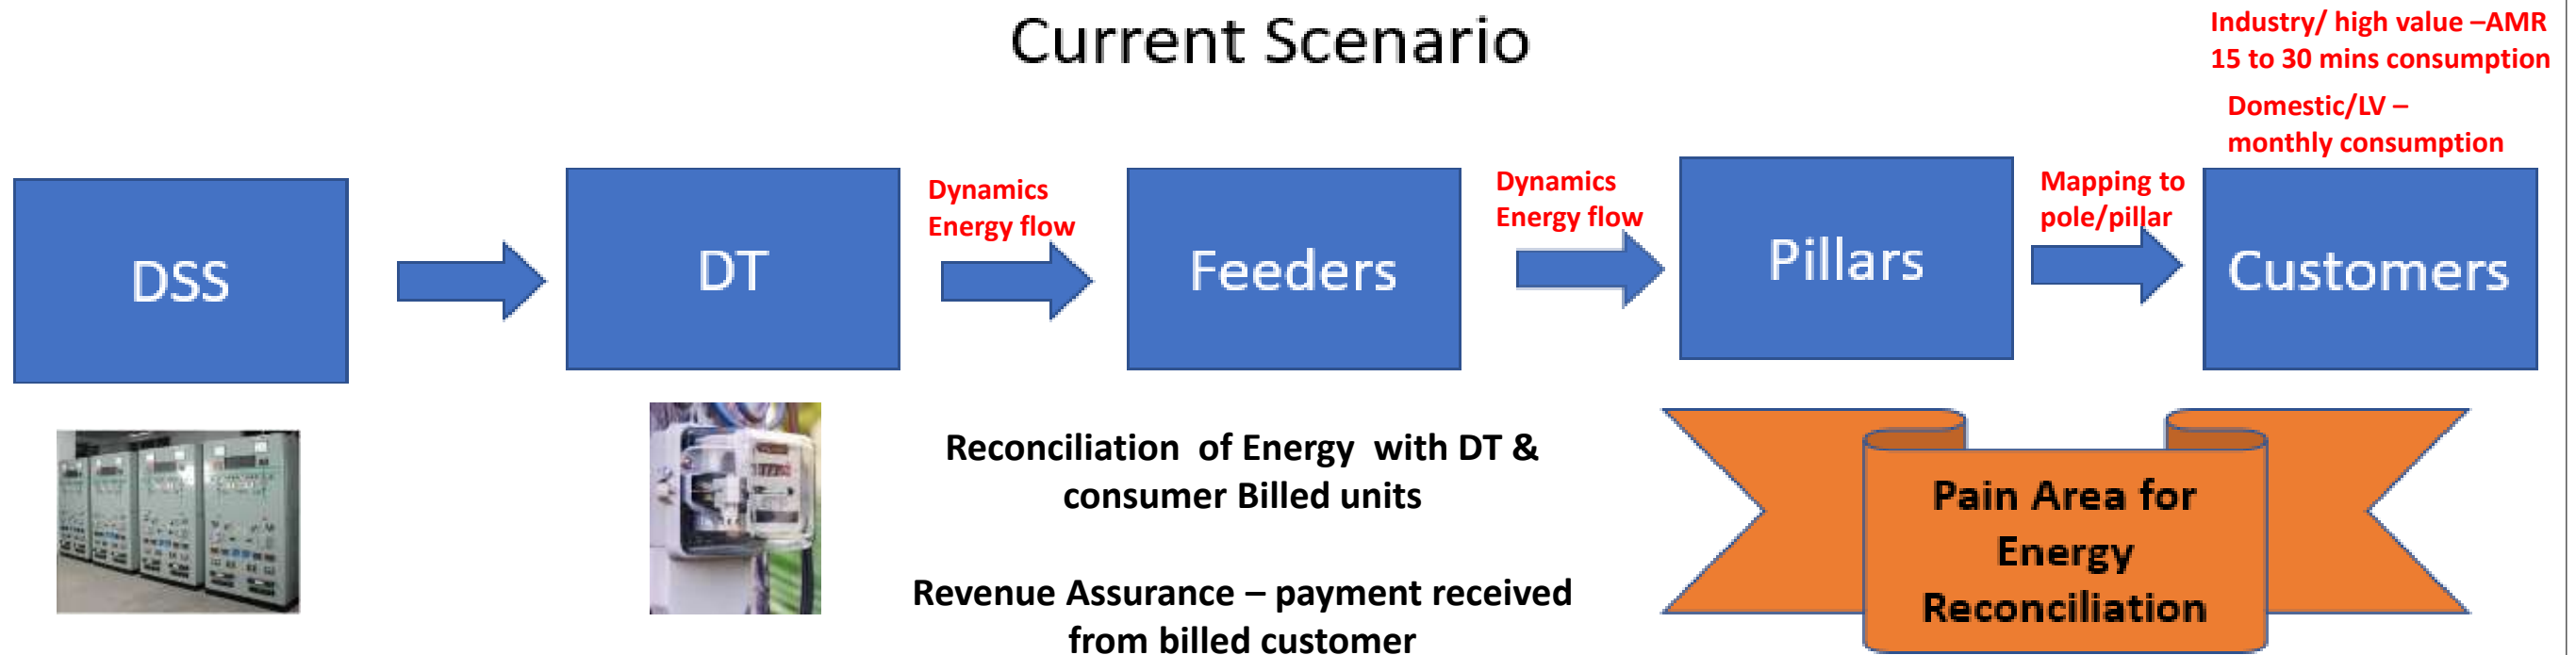 Current Scenario
Industry/ high value –AMR
15 to 30 mins consumption
Domestic/LV –
monthly consumption
DSS
DT
Dynamics
Energy flow
Feeders
Dynamics
Energy flow
Pillars
Mapping to
pole/pillar
Customers
Reconciliation of Energy with DT &
consumer Billed units
Revenue Assurance – payment received
from billed customer
Pain Area for
Energy
Reconciliation